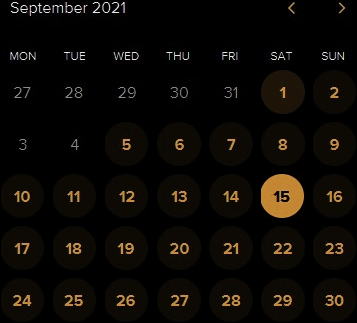 September 2021
MON TUE WED THU FRI SAT SUN
27 28 29 30 31 1 2
3 4 5 6 7 8 9
10 11 12 13 14 15 16
17 18 19 20 21 22 23
24 25 26 27 28 29 30